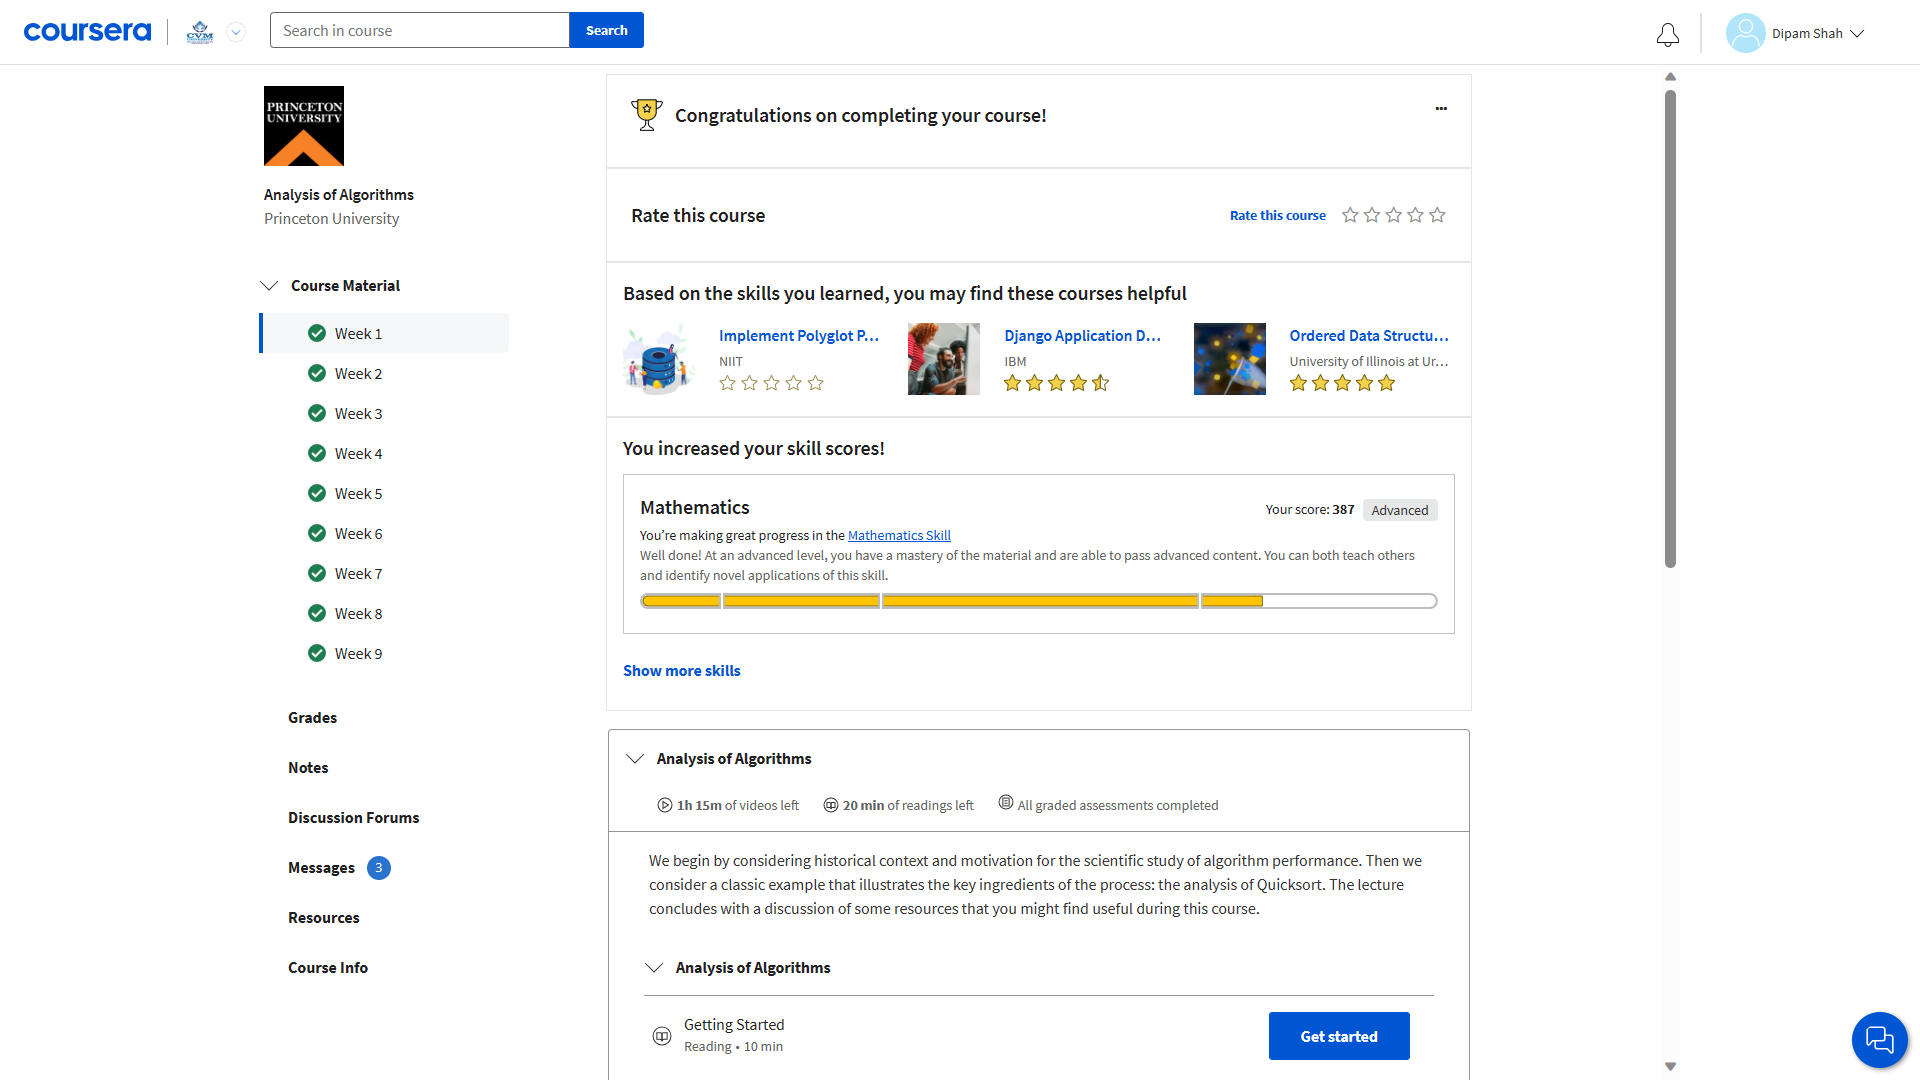 coursera
CVM
Search in course
Search
Dipam Shah
PRINCETON
UNIVERSITY
Analysis of Algorithms
Princeton University
Course Material
Week 1
Week 2
Week 3
Week 4
Week 5
Week 6
Week 7
Week 8
Week 9
Grades
Notes
Discussion Forums
Messages 3
Resources
Course Info
Congratulations on completing your course!
Rate this course
Rate this course
Based on the skills you learned, you may find these courses helpful
Implement Polyglot P...
NIIT
Django Application D...
IBM
Ordered Data Structu...
University of Illinois at Ur...
You increased your skill scores!
Mathematics
Your score: 387 Advanced
You're making great progress in the Mathematics Skill
Well done! At an advanced level, you have a mastery of the material and are able to pass advanced content. You can both teach others
and identify novel applications of this skill.
Show more skills
Analysis of Algorithms
1h 15m of videos left 20 min of readings left All graded assessments completed
We begin by considering historical context and motivation for the scientific study of algorithm performance. Then we
consider a classic example that illustrates the key ingredients of the process: the analysis of Quicksort. The lecture
concludes with a discussion of some resources that you might find useful during this course.
Analysis of Algorithms
Getting Started
Reading • 10 min
Get started